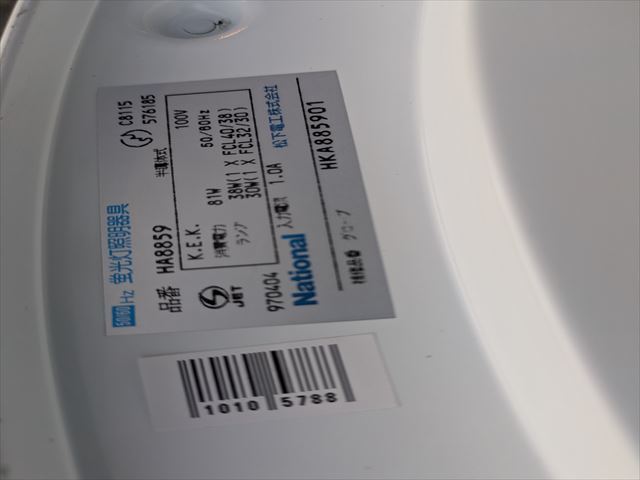 50/60 Hz 蛍光灯照明器具
品番 HA8859 半導体式 C8115
576185
K.E.K. 100V
消費電力 81W 50/60Hz
ランプ 38W(1 X FCL40/38)
30W(1 X FCL32/30)
JET 入力電流 1.0A
970404
National 松下電工株式会社
グローブ HKA885901
1010 5788